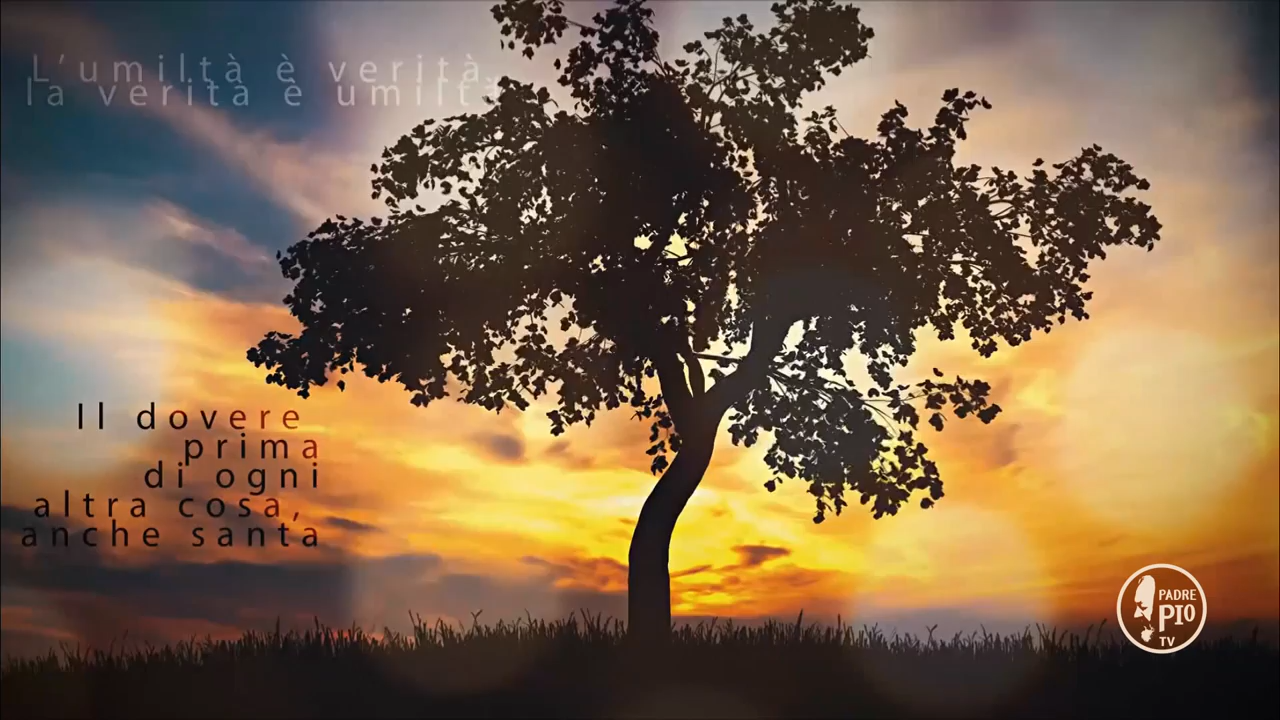 L'umiltà è verità,
la verità è umiltà
Il dovere
prima
di ogni
altra cosa,
anche santa
PADRE
PIO
TV